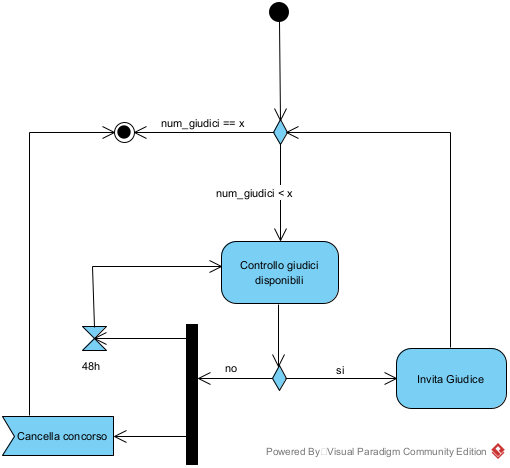 num_giudici == x
num_giudici < x
Controllo giudici
disponibili
48h
no
si
Invita Giudice
Cancella concorso
Powered By Visual Paradigm Community Edition